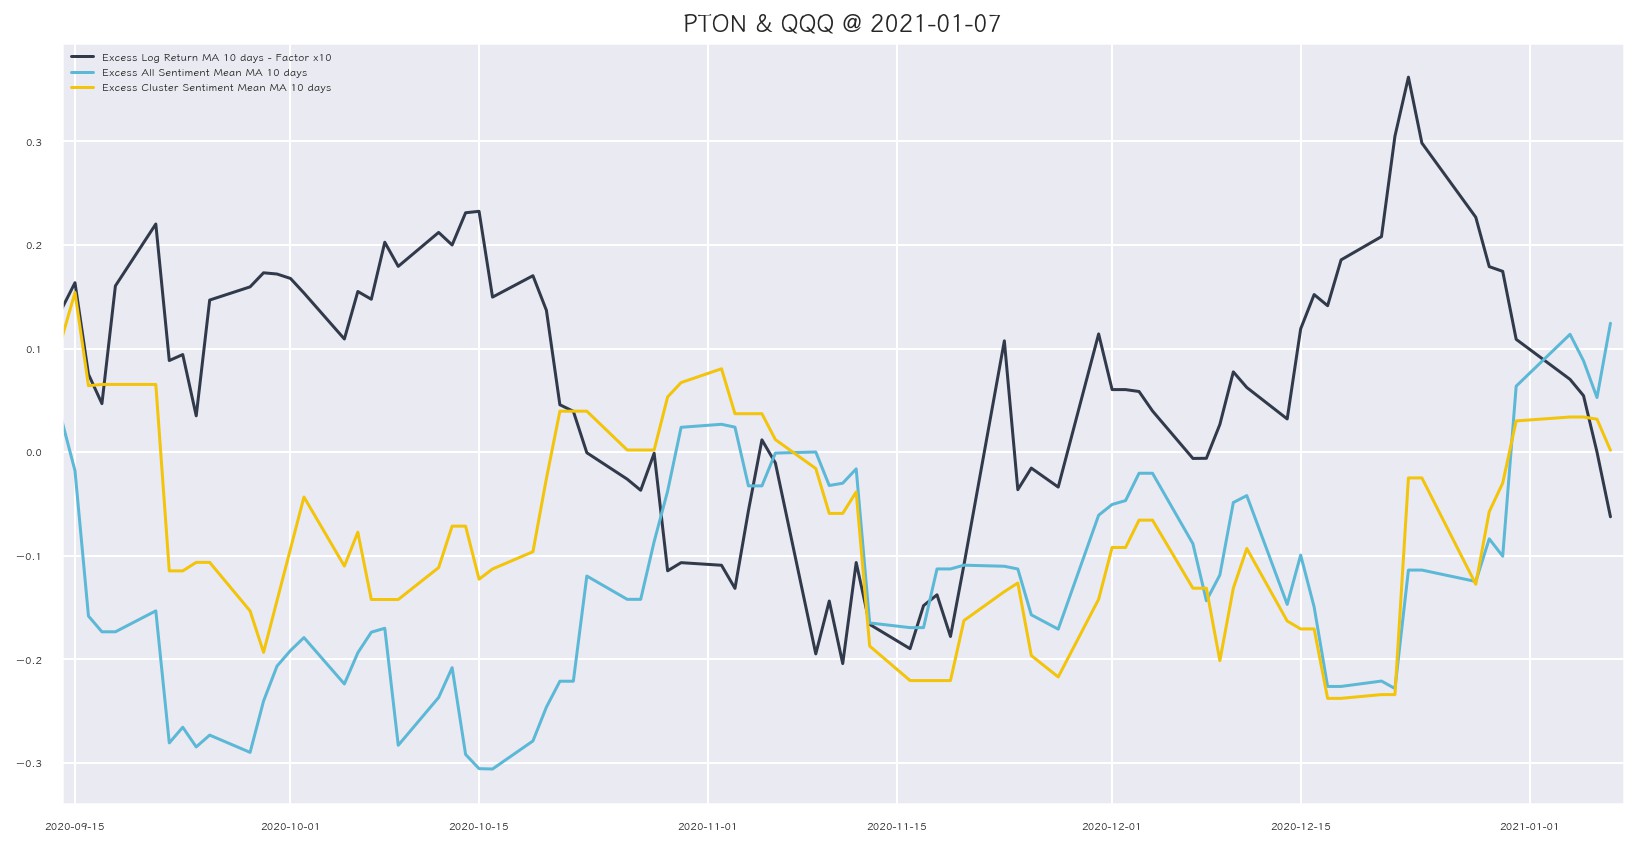 PTON & QQQ @ 2021-01-07
Excess Log Return MA 10 days - Factor x10
Excess All Sentiment Mean MA 10 days
Excess Cluster Sentiment Mean MA 10 days
0.3
0.2
0.1
0.0
−0.1
−0.2
−0.3
2020-09-15 2020-10-01 2020-10-15 2020-11-01 2020-11-15 2020-12-01 2020-12-15 2021-01-01